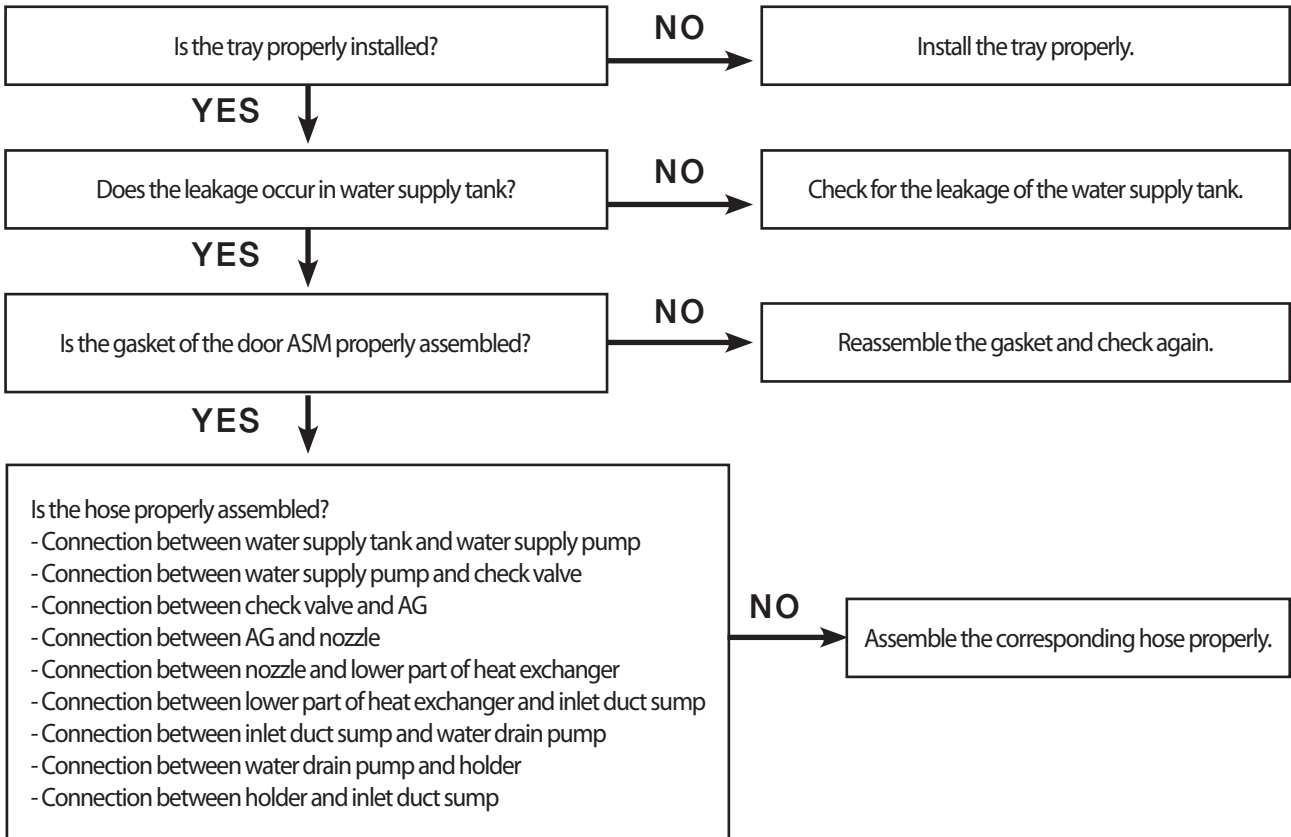 Is the tray properly installed?
NO
Install the tray properly.
YES
Does the leakage occur in water supply tank?
NO
Check for the leakage of the water supply tank.
YES
Is the gasket of the door ASM properly assembled?
NO
Reassemble the gasket and check again.
YES
Is the hose properly assembled?
- Connection between water supply tank and water supply pump
- Connection between water supply pump and check valve
- Connection between check valve and AG
- Connection between AG and nozzle
- Connection between nozzle and lower part of heat exchanger
- Connection between lower part of heat exchanger and inlet duct sump
- Connection between inlet duct sump and water drain pump
- Connection between water drain pump and holder
- Connection between holder and inlet duct sump
NO
Assemble the corresponding hose properly.